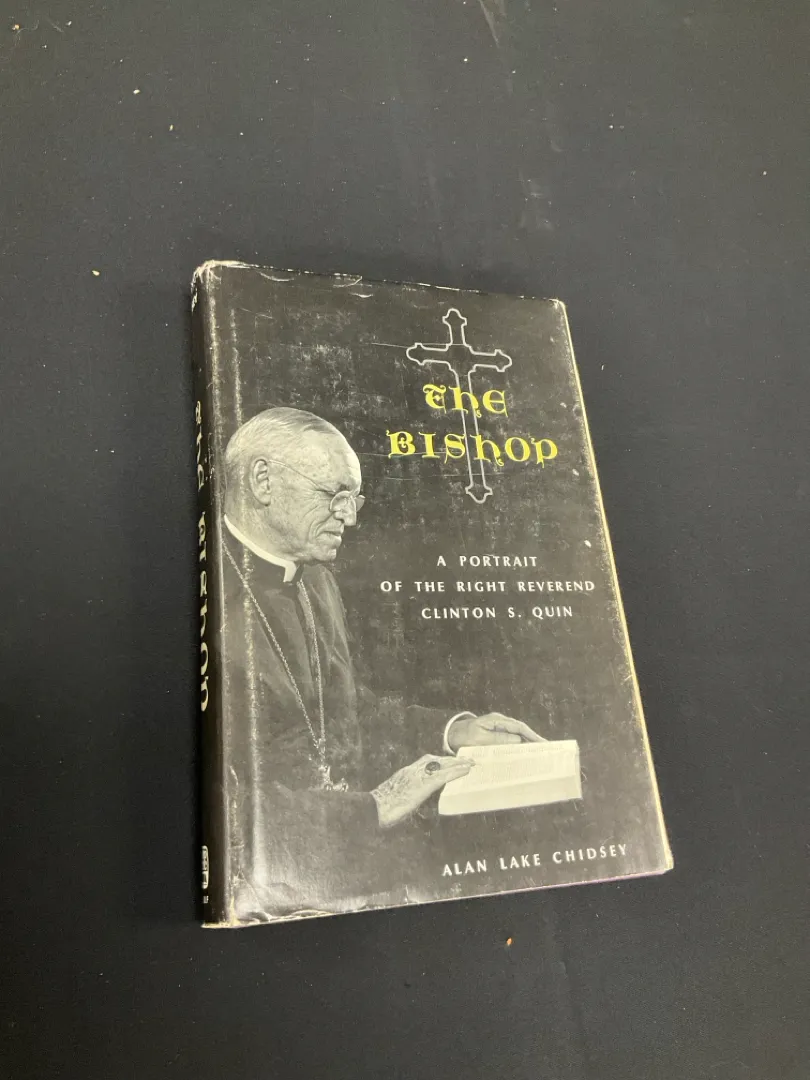 The
Bishop
A PORTRAIT
OF THE RIGHT REVEREND
CLINTON S. QUIN
ALAN LAKE CHIDSEY
The Bishop